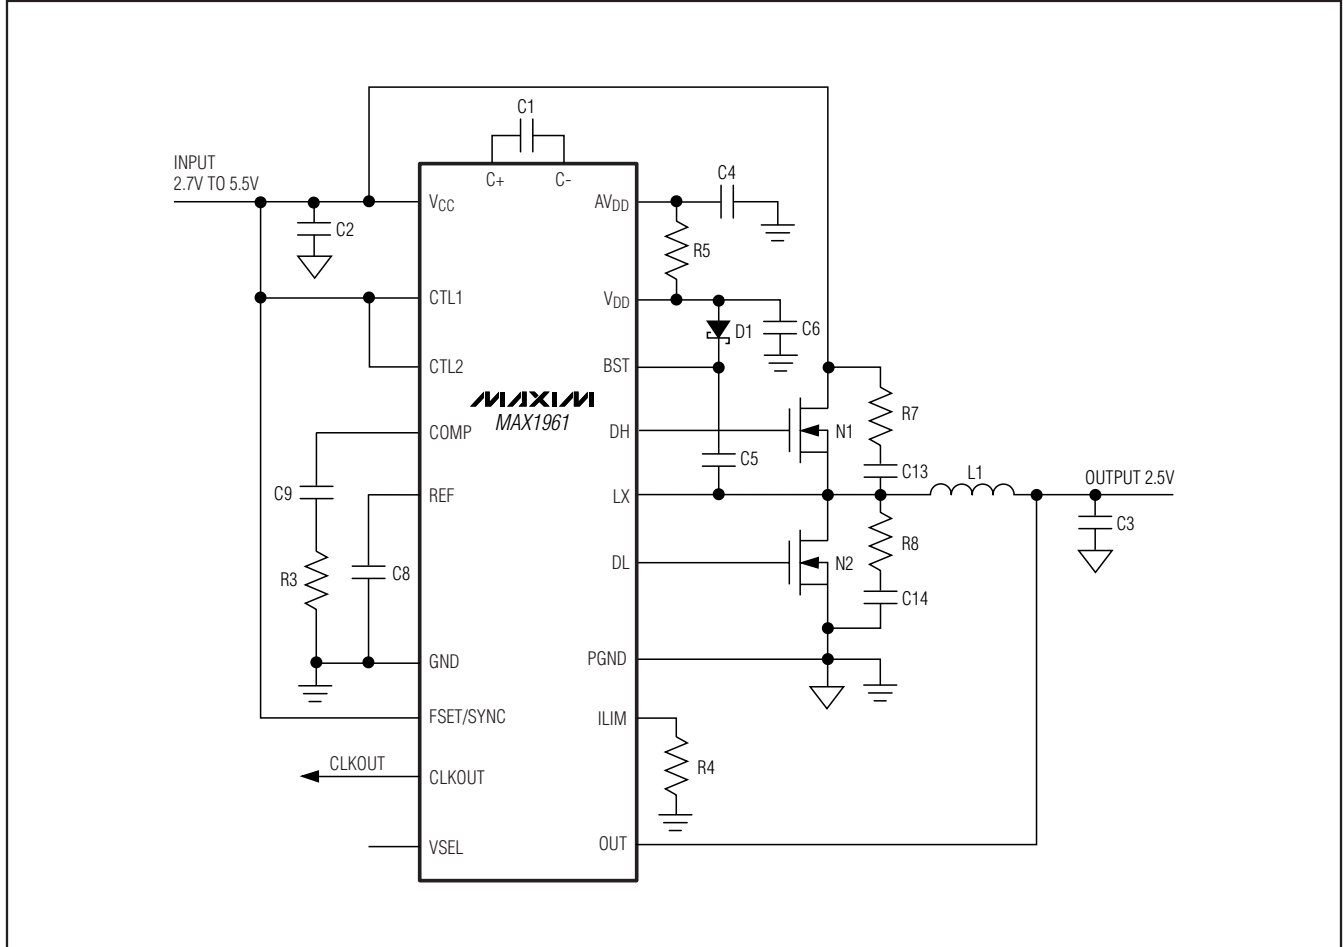 C1
INPUT
2.7V TO 5.5V
C+ C-
C4
VCC
AVDD
C2
R5
CTL1
VDD
D1
C6
CTL2
BST
MAXIM
MAX1961
R7
COMP
DH
N1
C5
C13
L1
C9
REF
LX
OUTPUT 2.5V
C3
R8
R3
C8
DL
N2
C14
GND
PGND
FSET/SYNC
ILIM
CLKOUT
CLKOUT
R4
VSEL
OUT